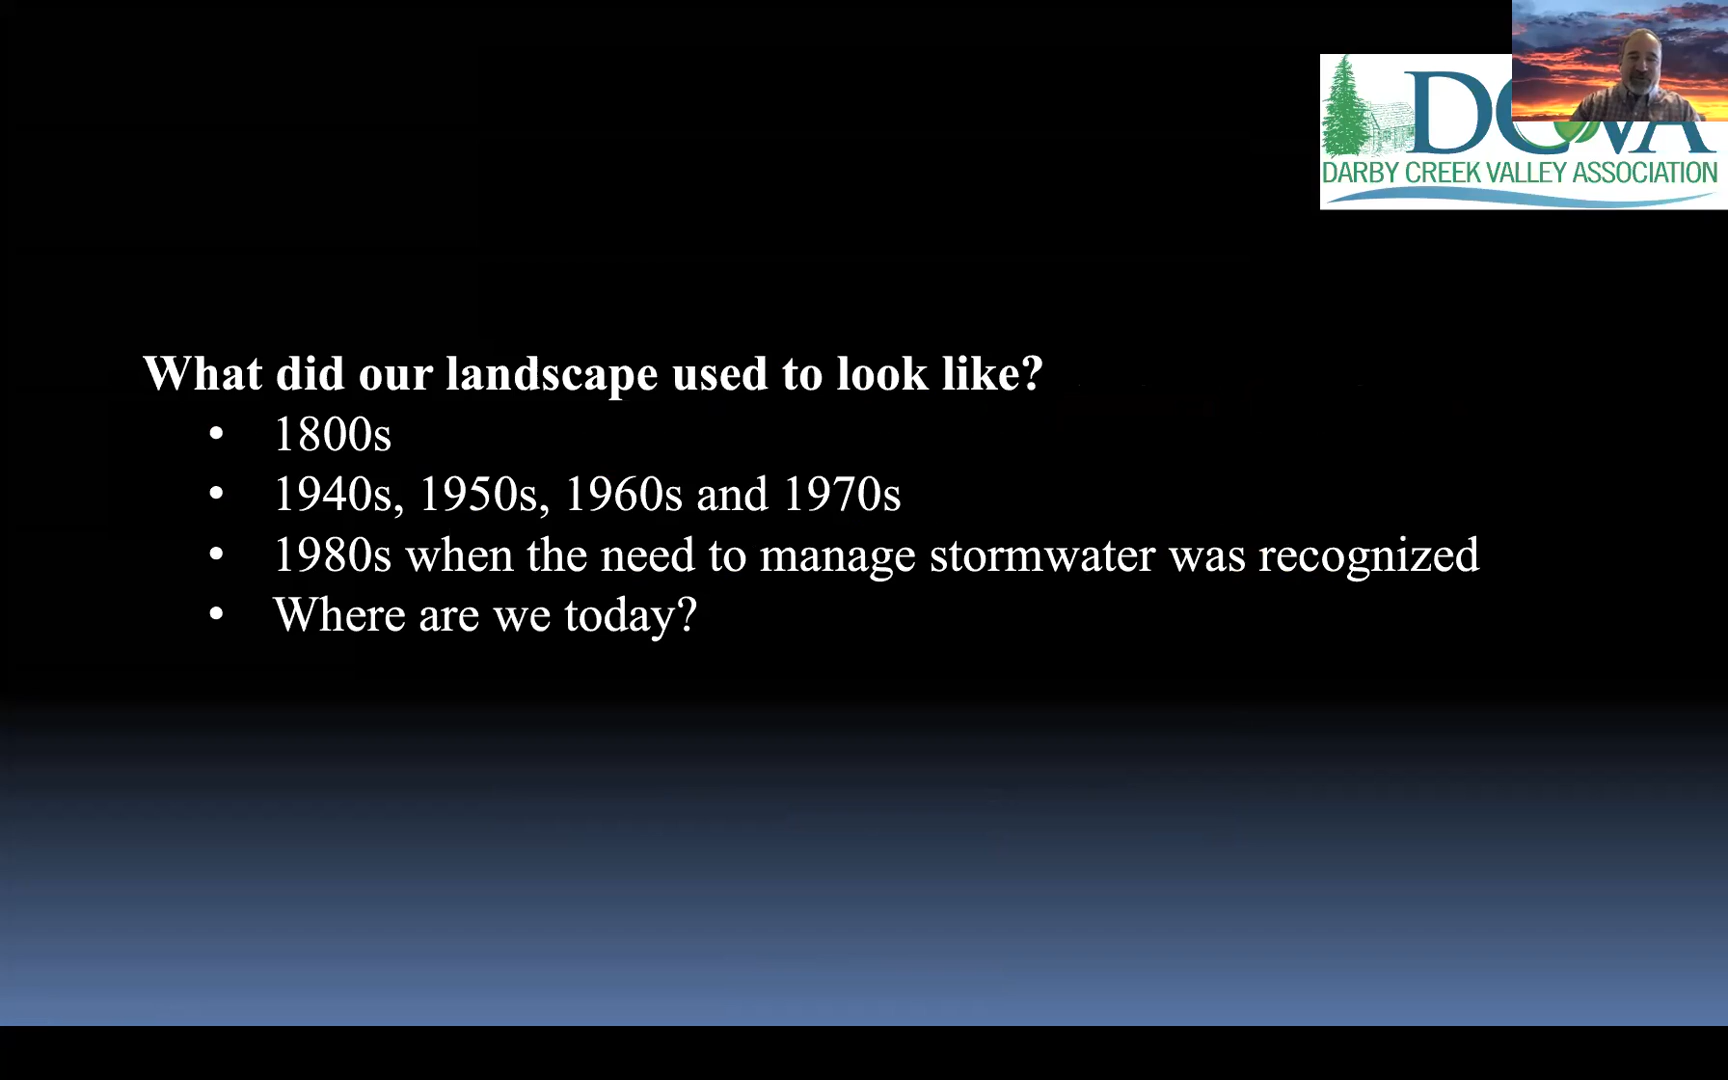 DCVA
DARBY CREEK VALLEY ASSOCIATION
What did our landscape used to look like?
• 1800s
• 1940s, 1950s, 1960s and 1970s
• 1980s when the need to manage stormwater was recognized
• Where are we today?